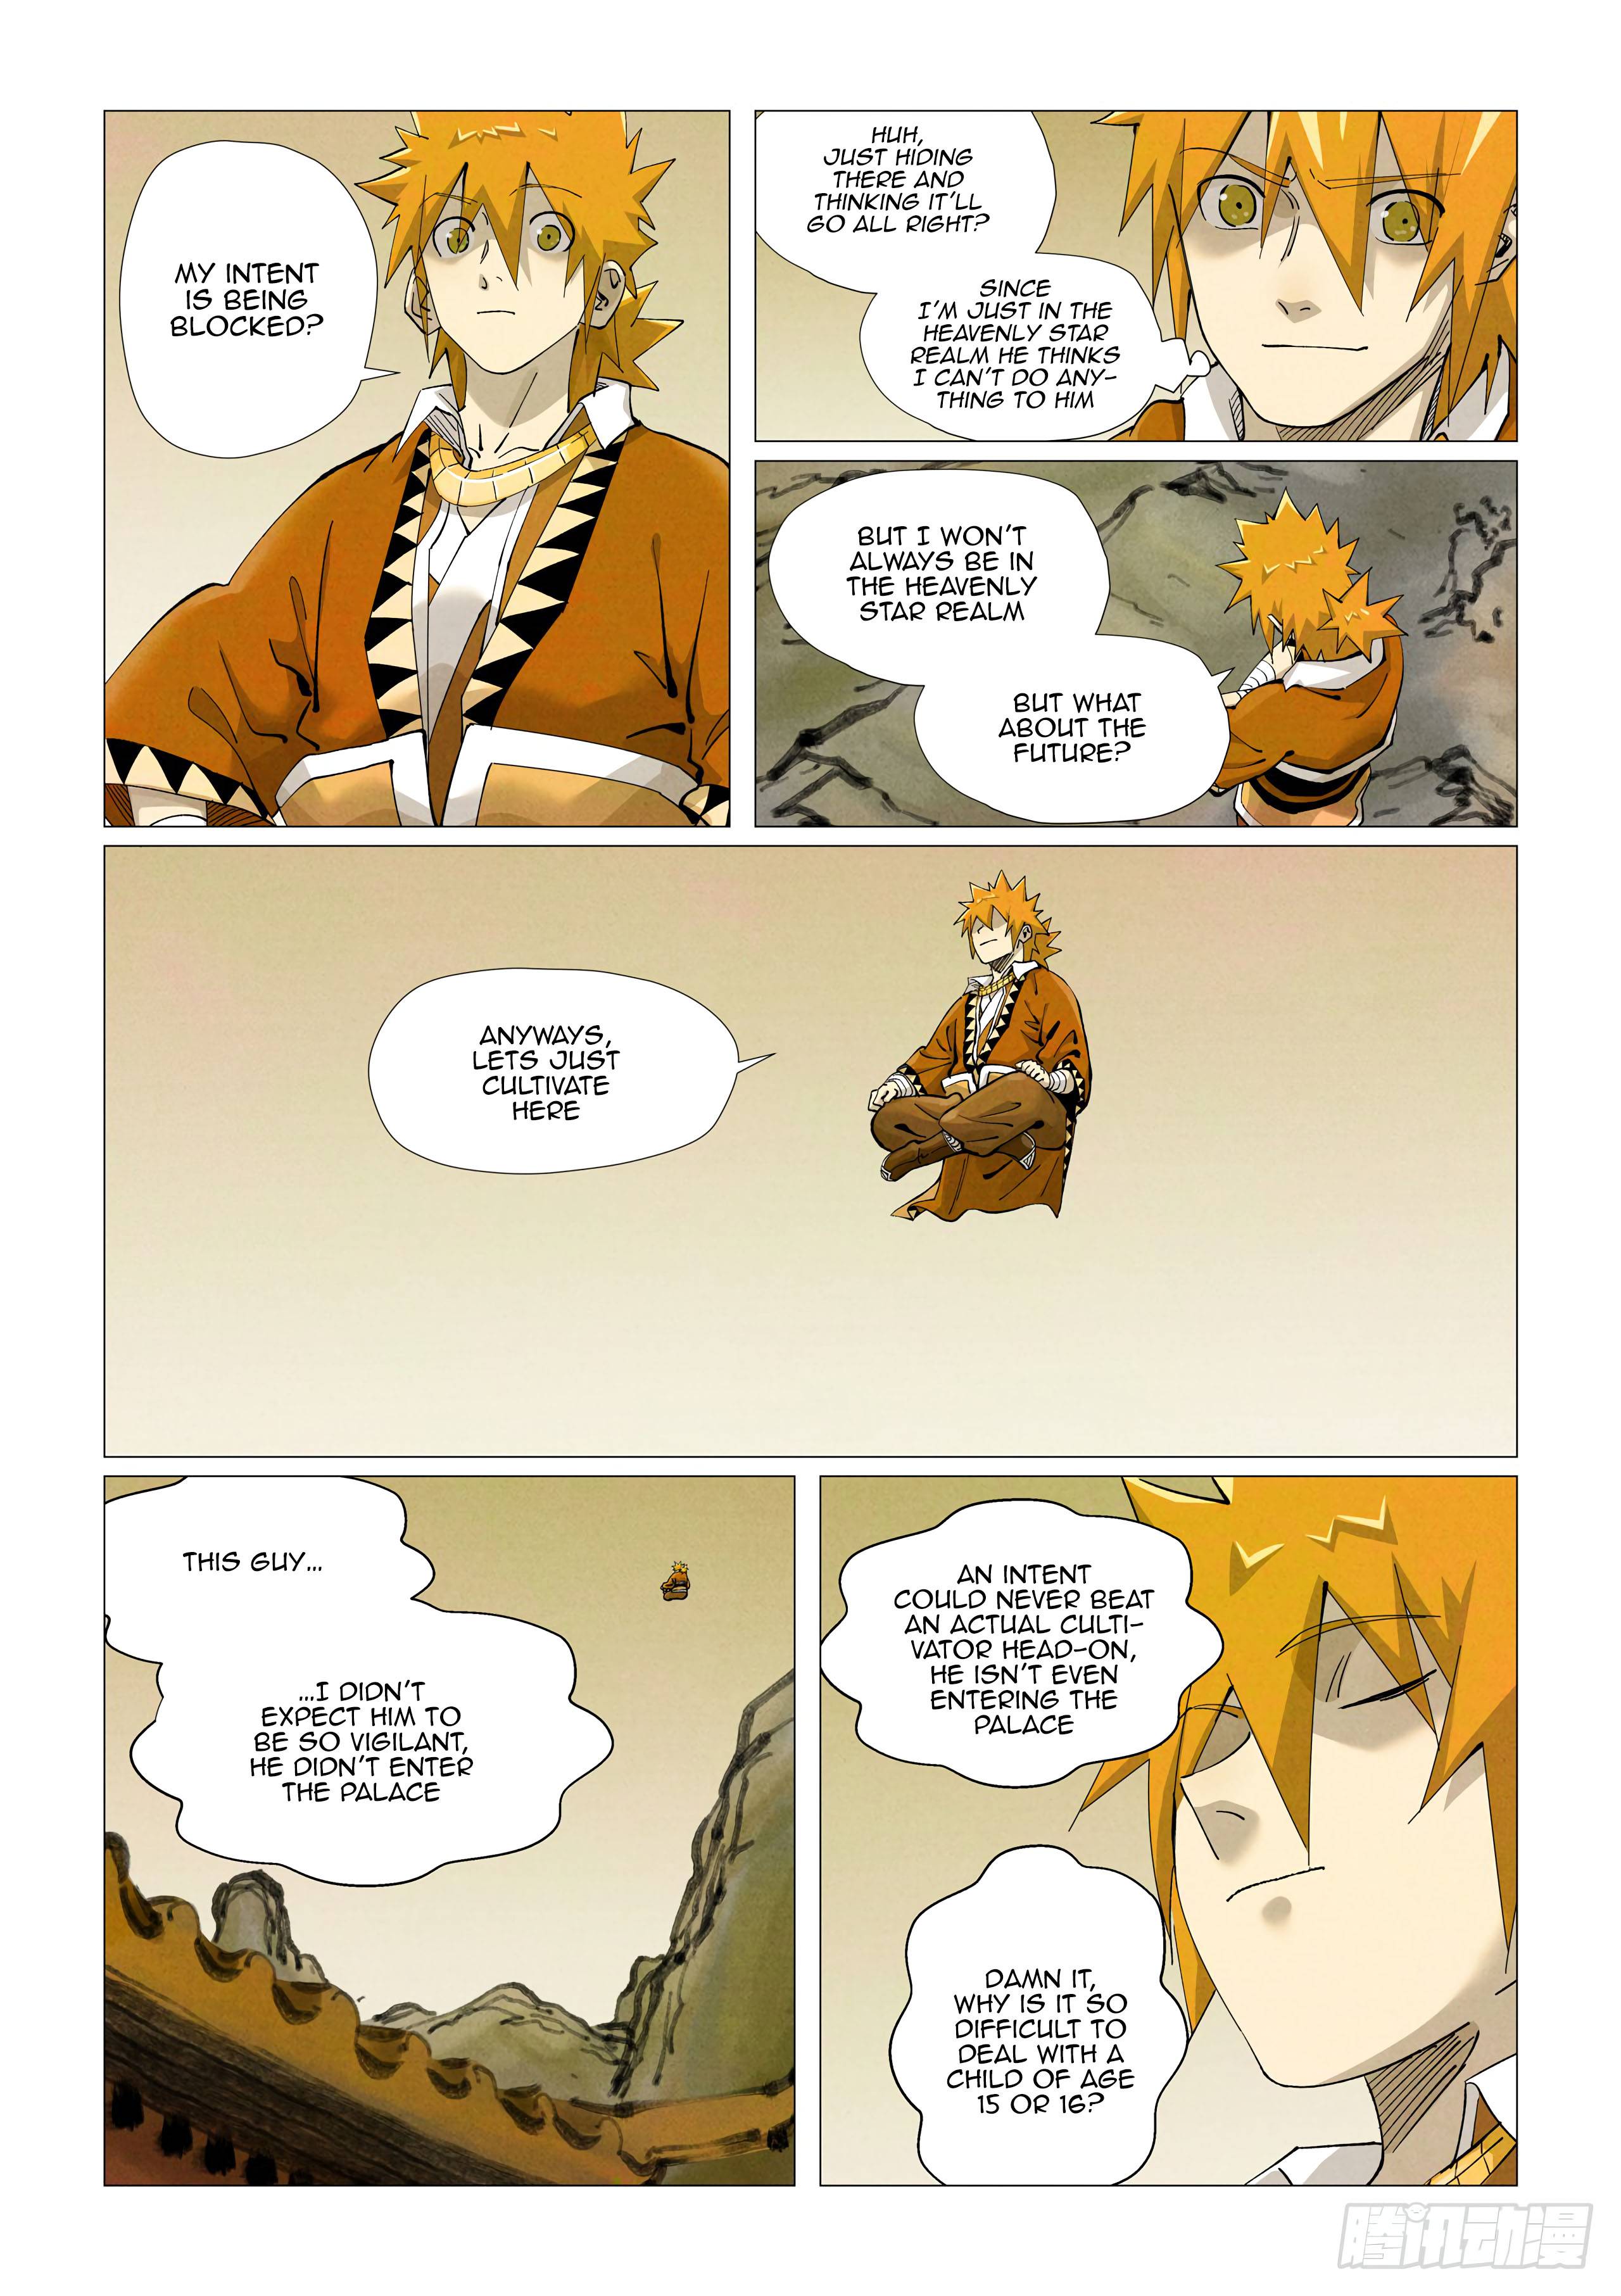 MY INTENT
IS BEING
BLOCKED?
HUH,
JUST HIDING
THERE AND
THINKING IT'LL
GO ALL RIGHT?
SINCE
I'M JUST IN THE
HEAVENLY STAR
REALM HE THINKS
I CAN'T DO ANY-
THING TO HIM
BUT I WON'T
ALWAYS BE IN
THE HEAVENLY
STAR REALM
BUT WHAT
ABOUT THE
FUTURE?
ANYWAYS,
LETS JUST
CULTIVATE
HERE
THIS GUY...
...I DIDN'T
EXPECT HIM TO
BE SO VIGILANT,
HE DIDN'T ENTER
THE PALACE
AN INTENT
COULD NEVER BEAT
AN ACTUAL CULTI-
VATOR HEAD-ON,
HE ISN'T EVEN
ENTERING THE
PALACE
DAMN IT,
WHY IS IT SO
DIFFICULT TO
DEAL WITH A
CHILD OF AGE
15 OR 16?
腾讯动漫